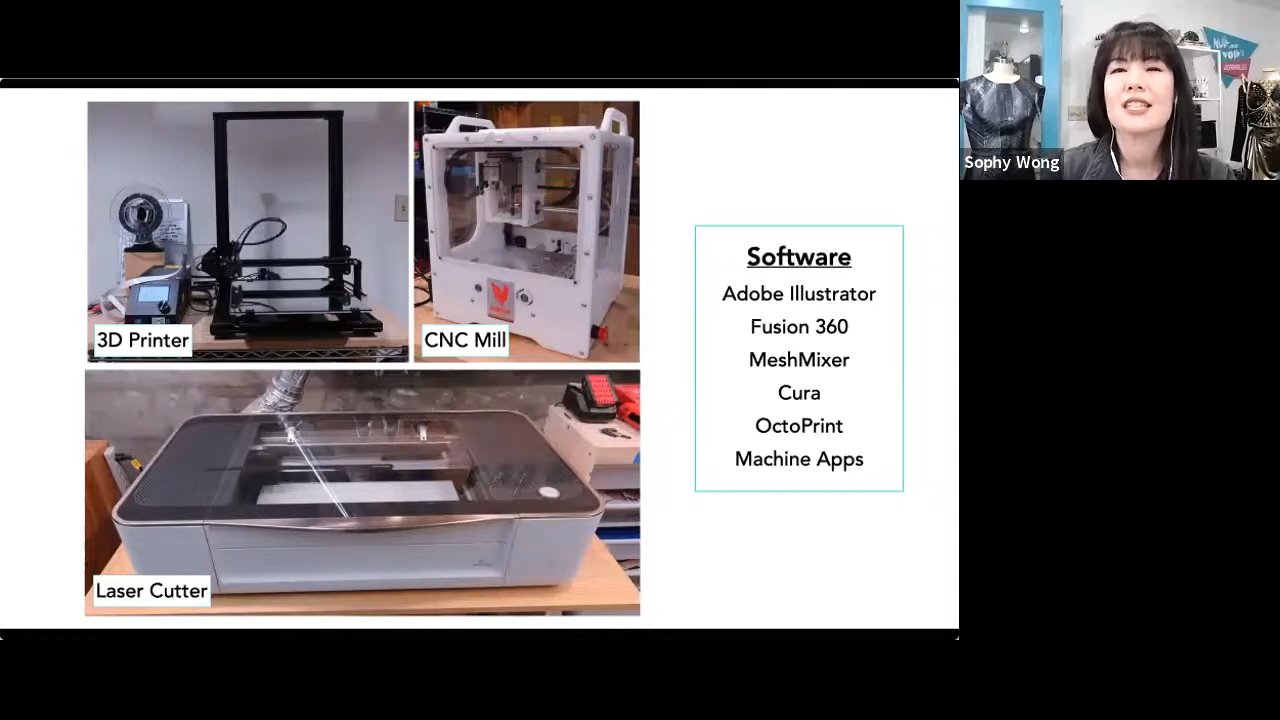 3D Printer
CNC Mill
Laser Cutter
Software
Adobe Illustrator
Fusion 360
MeshMixer
Cura
OctoPrint
Machine Apps
Sophy Wong